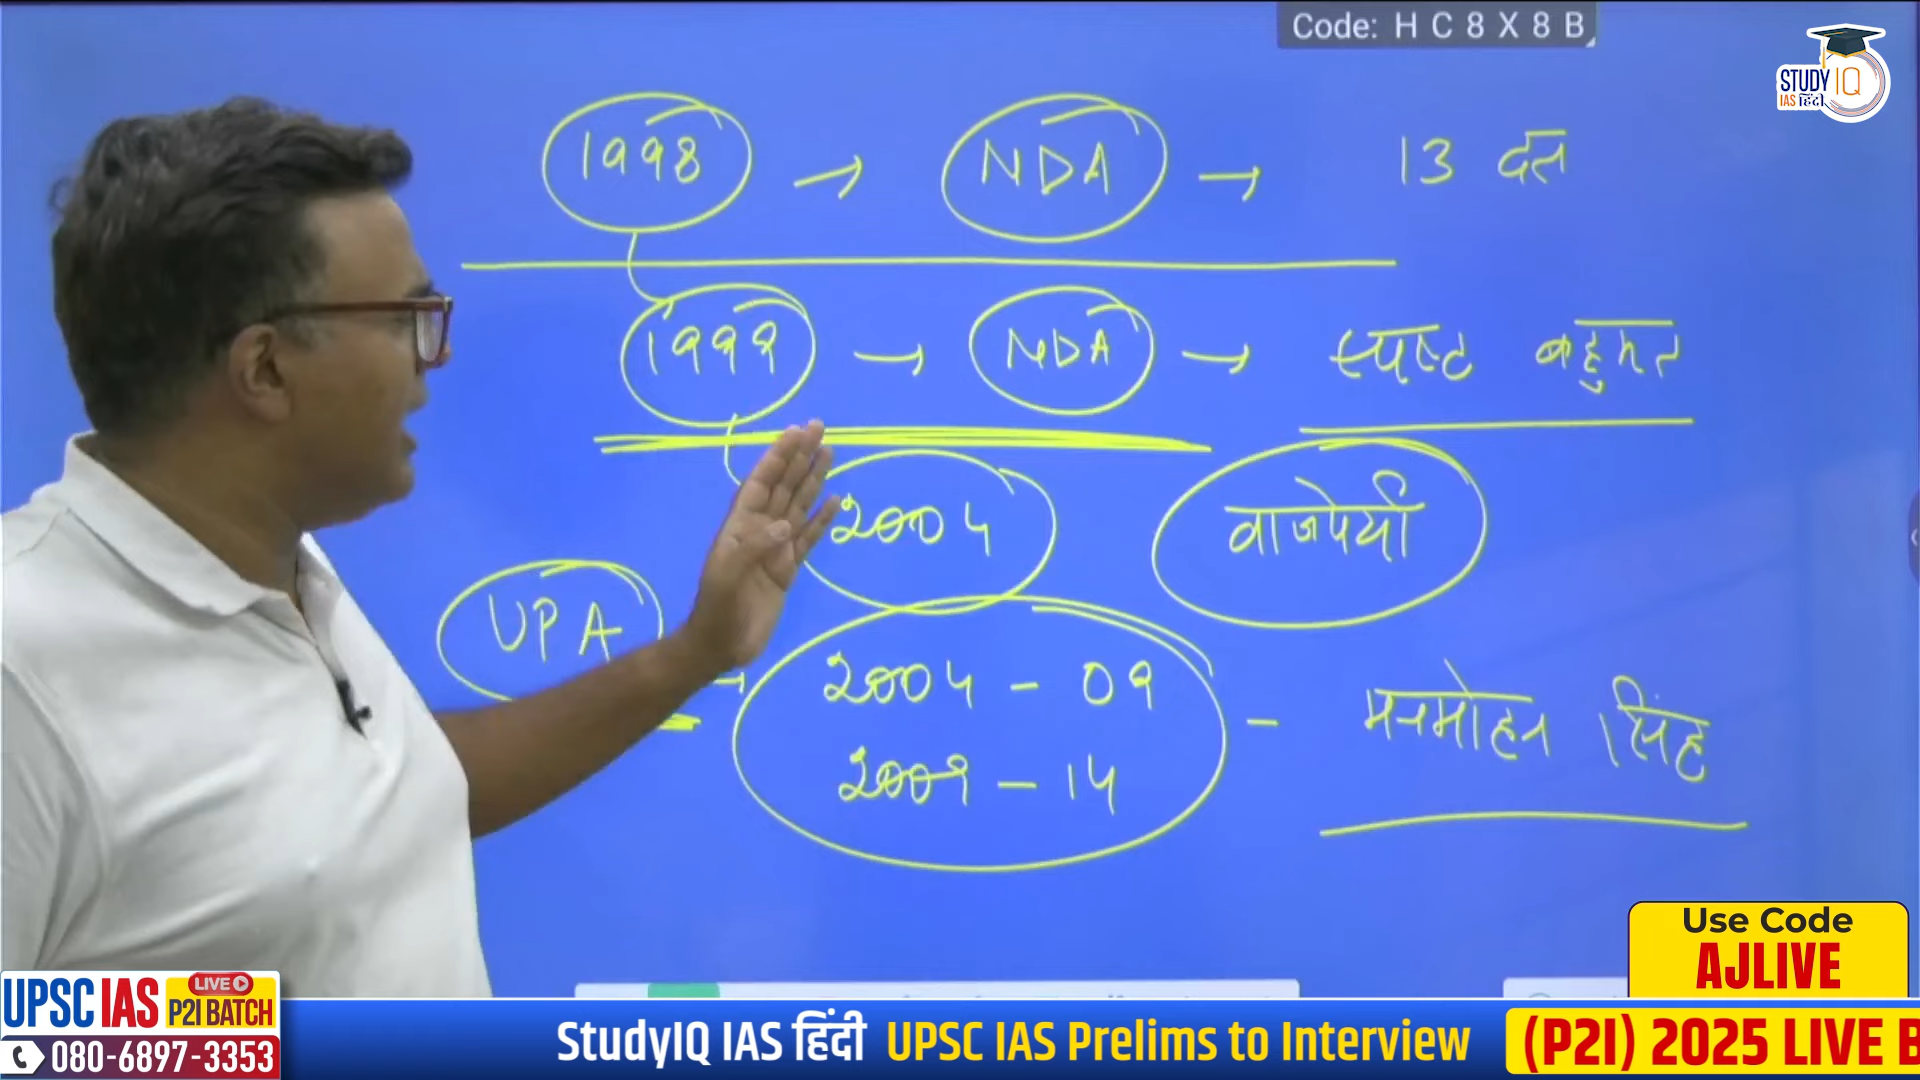 Code: H C 8 X 8 B
STUDY IQ
IAS हिंदी
1998 → NDA → 13 दल
1999 → NDA → स्पष्ट बहुमत
2004 वाजपेयी
UPA → 2004 - 09 - मनमोहन सिंह
2009 - 14
Use Code
AJLIVE
UPSC IAS LIVE P2I BATCH
080-6897-3353
StudyIQ IAS हिंदी UPSC IAS Prelims to Interview (P2I) 2025 LIVE B